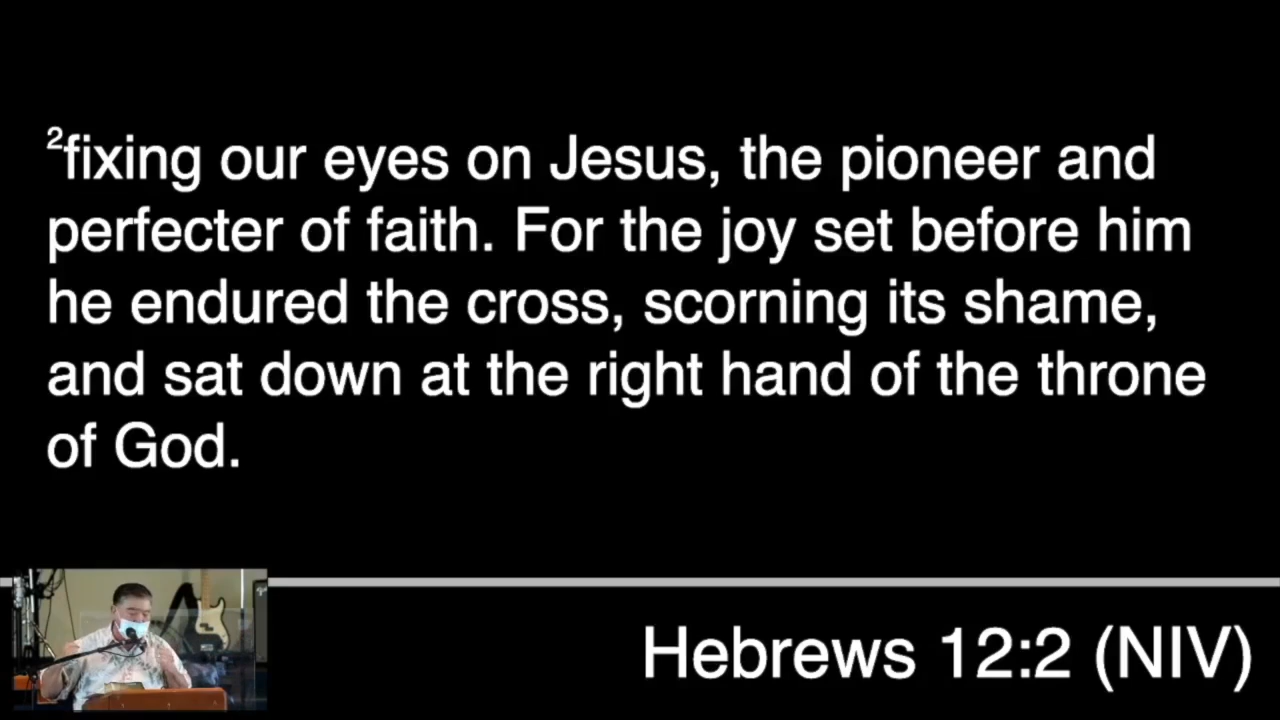 ²fixing our eyes on Jesus, the pioneer and
perfecter of faith. For the joy set before him
he endured the cross, scorning its shame,
and sat down at the right hand of the throne
of God.
Hebrews 12:2 (NIV)